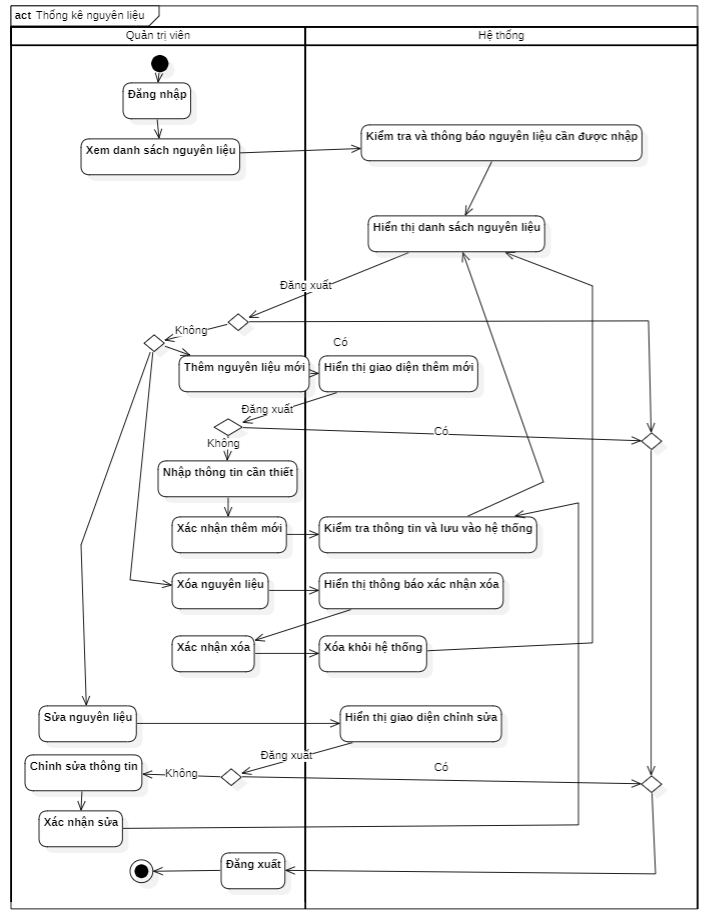 act Thống kê nguyên liệu
Quản trị viên
Hệ thống
Đăng nhập
Xem danh sách nguyên liệu
Kiểm tra và thông báo nguyên liệu cần được nhập
Hiển thị danh sách nguyên liệu
Đăng xuất
Không
Có
Thêm nguyên liệu mới
Hiển thị giao diện thêm mới
Đăng xuất
Có
Không
Nhập thông tin cần thiết
Xác nhận thêm mới
Kiểm tra thông tin và lưu vào hệ thống
Xóa nguyên liệu
Hiển thị thông báo xác nhận xóa
Xác nhận xóa
Xóa khỏi hệ thống
Sửa nguyên liệu
Hiển thị giao diện chỉnh sửa
Đăng xuất
Chỉnh sửa thông tin
Không
Có
Xác nhận sửa
Đăng xuất